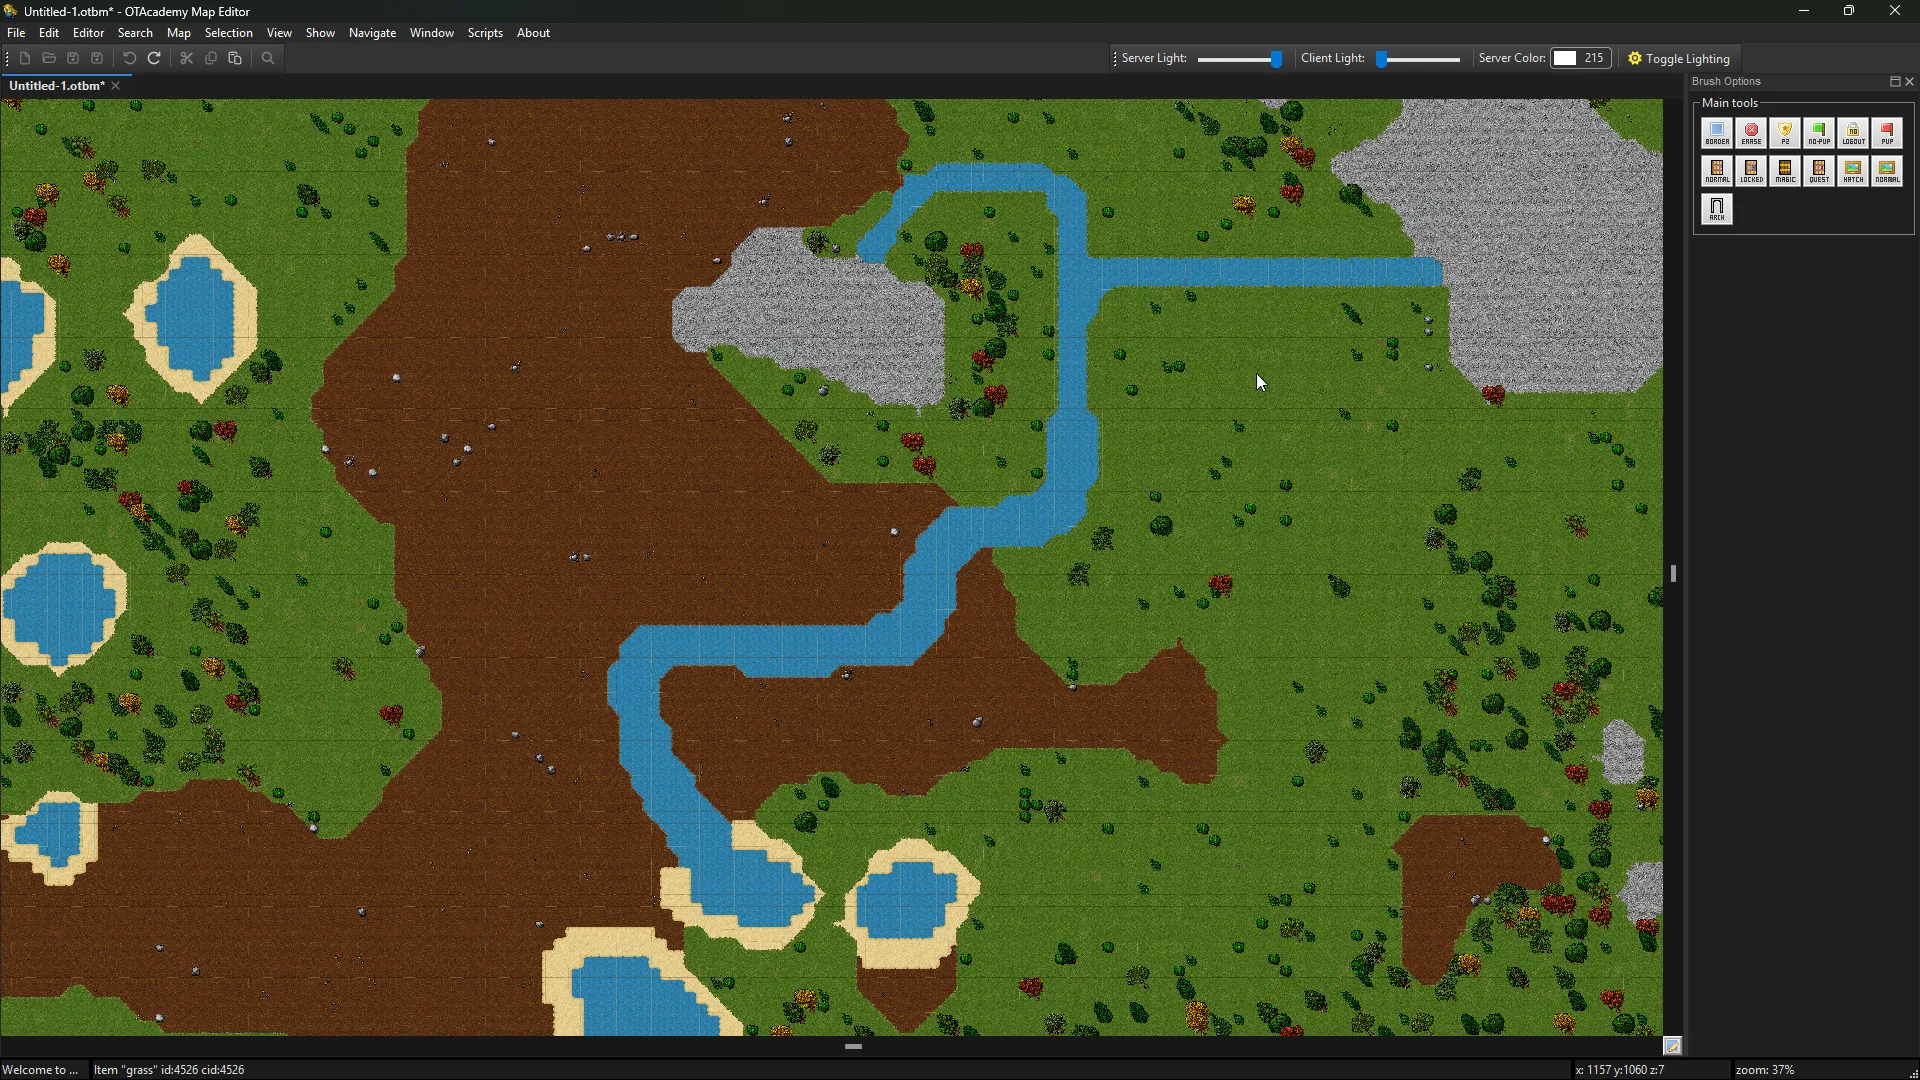 Untitled-1.otbm* - OTAcademy Map Editor
File Edit Editor Search Map Selection View Show Navigate Window Scripts About
Server Light: Client Light: Server Color: 215 Toggle Lighting
Untitled-1.otbm*
Brush Options
Main tools
BORDER ERASE PZ NO-PVP LOGOUT PVP
NORMAL LOCKED MAGIC QUEST HATCH NORMAL
ARCH
Welcome to ... Item "grass" id:4526 cid:4526 x: 1157 y:1060 z:7 zoom: 37%